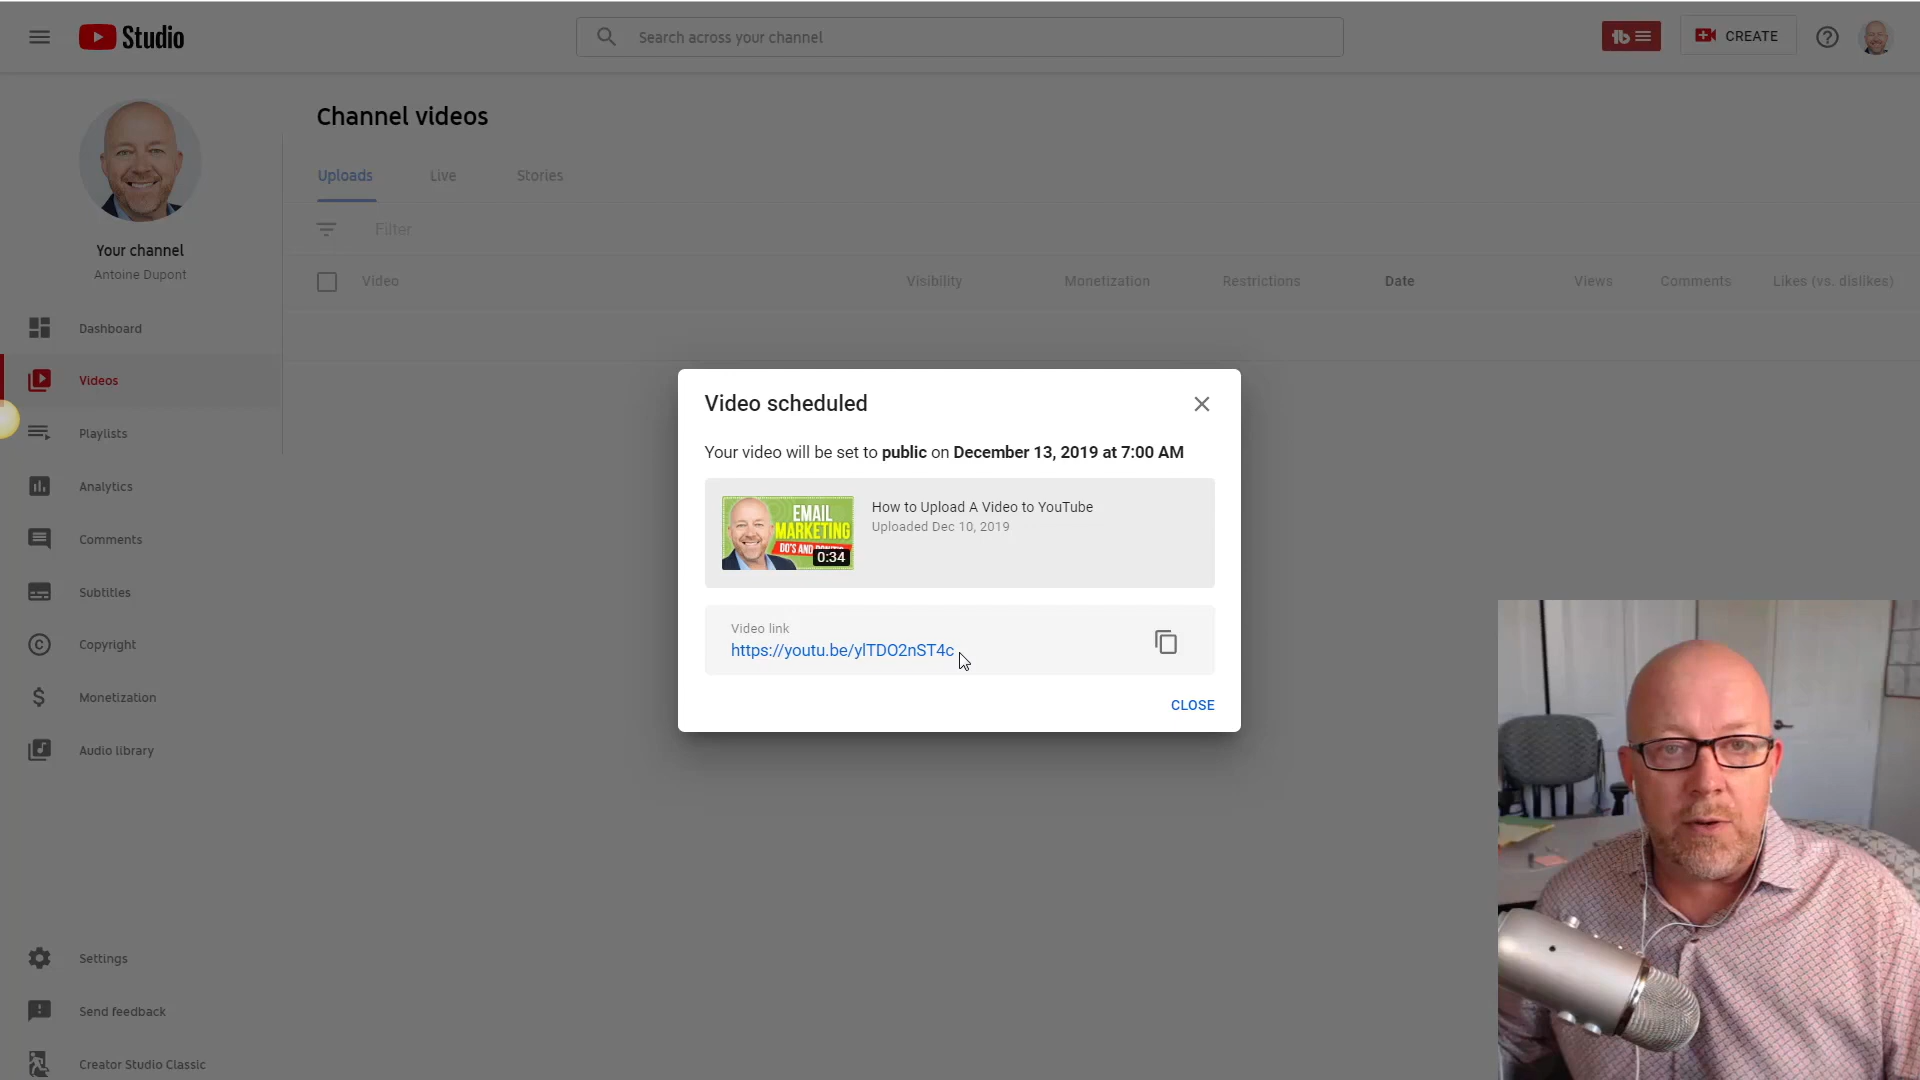 Studio
Search across your channel
CREATE
Channel videos
Uploads
Live
Stories
Your channel
Antoine Dupont
Filter
Video
Visibility
Monetization
Restrictions
Date
Views
Comments
Likes (vs. dislikes)
Dashboard
Videos
Playlists
Analytics
Comments
Subtitles
Copyright
Monetization
Audio library
Settings
Send feedback
Creator Studio Classic
Video scheduled
Your video will be set to public on December 13, 2019 at 7:00 AM
EMAIL
MARKETING
DO'S AND DON'TS
0:34
How to Upload A Video to YouTube
Uploaded Dec 10, 2019
Video link
https://youtu.be/ylTDO2nST4c
CLOSE